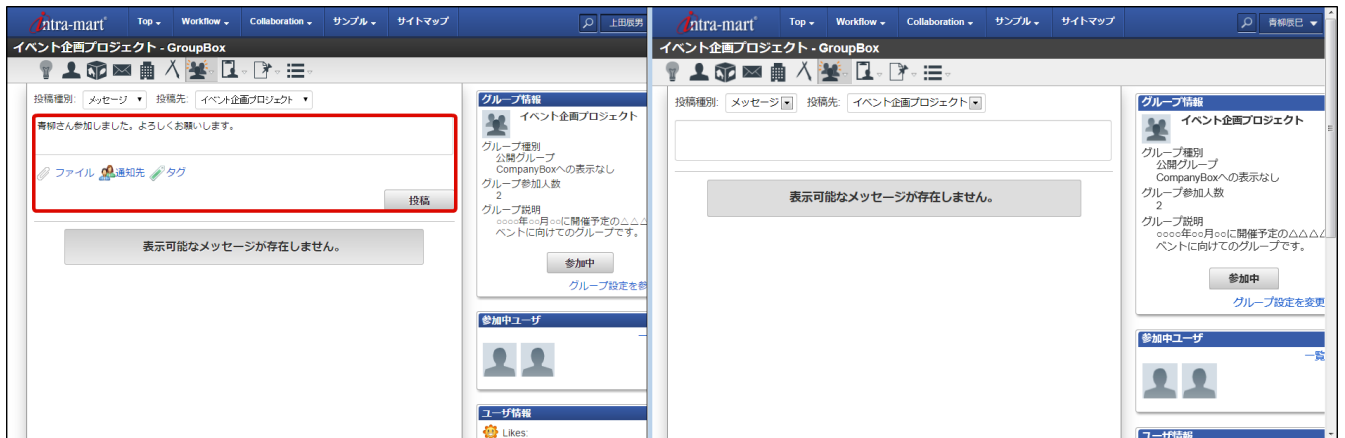 intra-mart Top Workflow Collaboration サンプル サイトマップ 上田辰男
イベント企画プロジェクト - GroupBox
投稿種別: メッセージ 投稿先: イベント企画プロジェクト
青柳さん参加しました。よろしくお願いします。
ファイル 通知先 タグ
投稿
表示可能なメッセージが存在しません。
グループ情報
イベント企画プロジェクト
グループ種別
公開グループ
CompanyBoxへの表示なし
グループ参加人数
2
グループ説明
○○○○年○○月○○に開催予定の△△△
ベントに向けてのグループです。
参加中
グループ設定を参
参加中ユーザ
一
ユーザ情報
Likes:
intra-mart Top Workflow Collaboration サンプル サイトマップ 青柳辰巳
イベント企画プロジェクト - GroupBox
投稿種別: メッセージ 投稿先: イベント企画プロジェクト
表示可能なメッセージが存在しません。
グループ情報
イベント企画プロジェクト
グループ種別
公開グループ
CompanyBoxへの表示なし
グループ参加人数
2
グループ説明
○○○○年○○月○○に開催予定の△△△△
ベントに向けてのグループです。
参加中
グループ設定を変更
参加中ユーザ
一覧
ユーザ情報